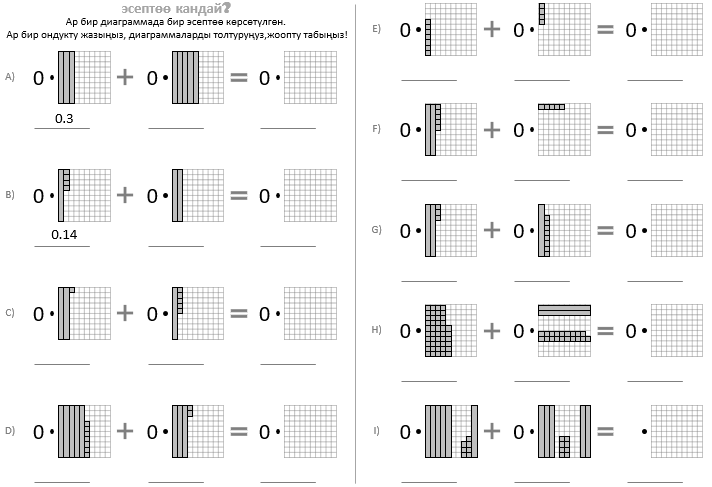 эсептөө кандай?
Ар бир диаграммада бир эсептөө көрсөтүлгөн.
Ар бир ондукту жазыңыз, диаграммаларды толтуруңуз,жоопту табыңыз!
A) 0 . + 0 . = 0 .
0.3
B) 0 . + 0 . = 0 .
0.14
C) 0 . + 0 . = 0 .
D) 0 . + 0 . = 0 .
E) 0 . + 0 . = 0 .
F) 0 . + 0 . = 0 .
G) 0 . + 0 . = 0 .
H) 0 . + 0 . = 0 .
I) 0 . + 0 . = .